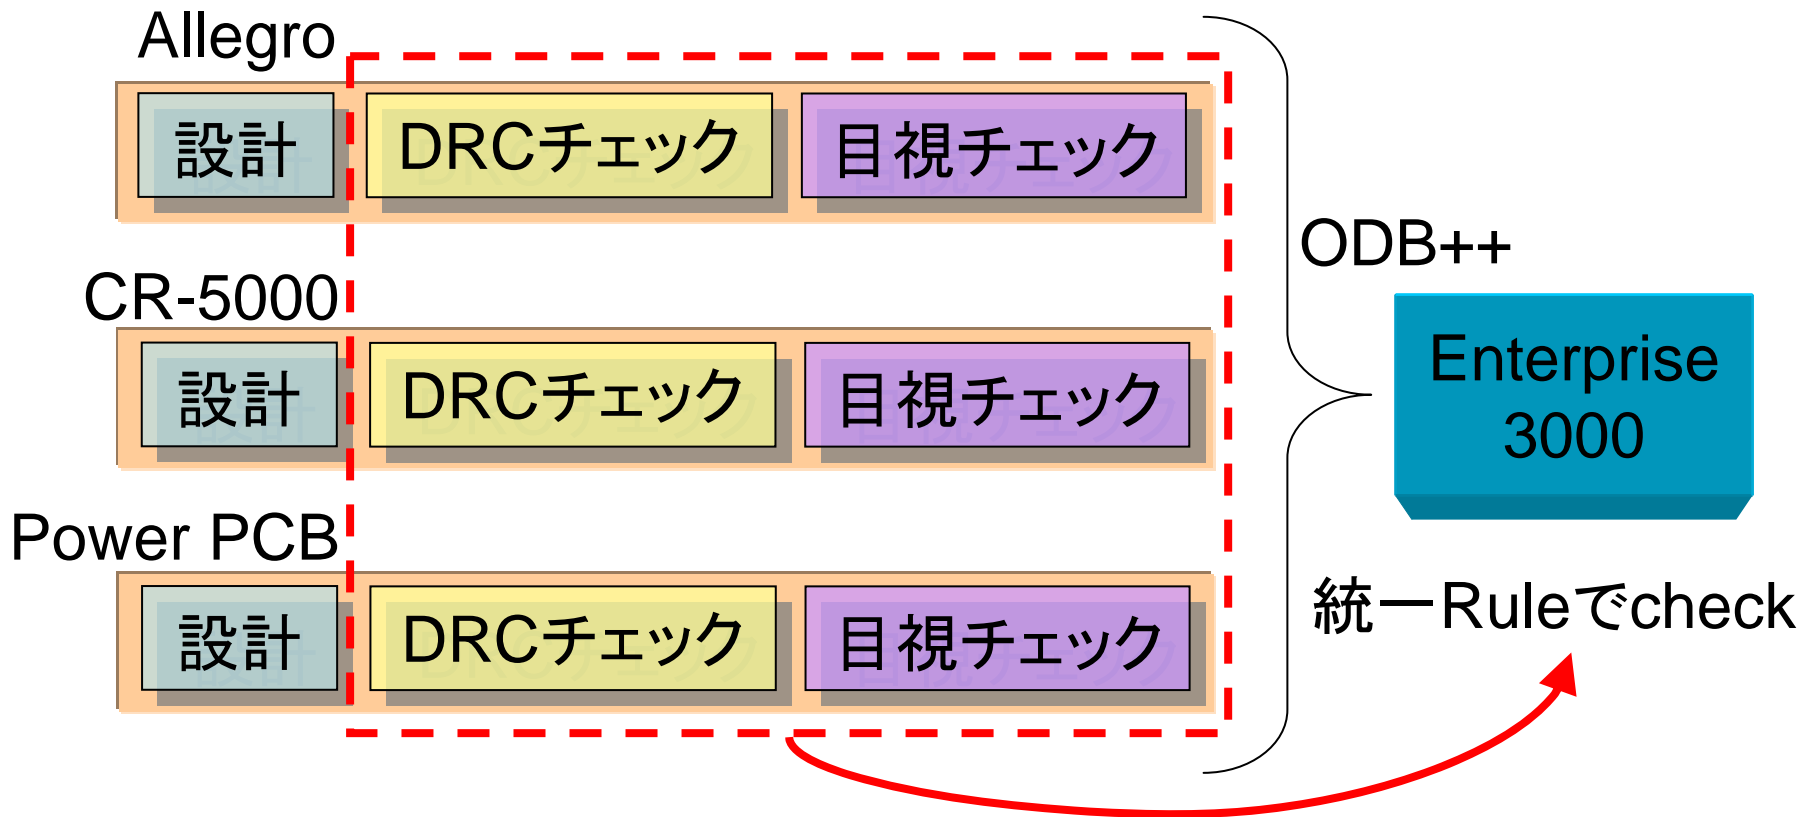 Allegro
設計 DRCチェック 目視チェック
ODB++
CR-5000
設計 DRCチェック 目視チェック
Enterprise
3000
Power PCB
設計 DRCチェック 目視チェック
統一Ruleでcheck